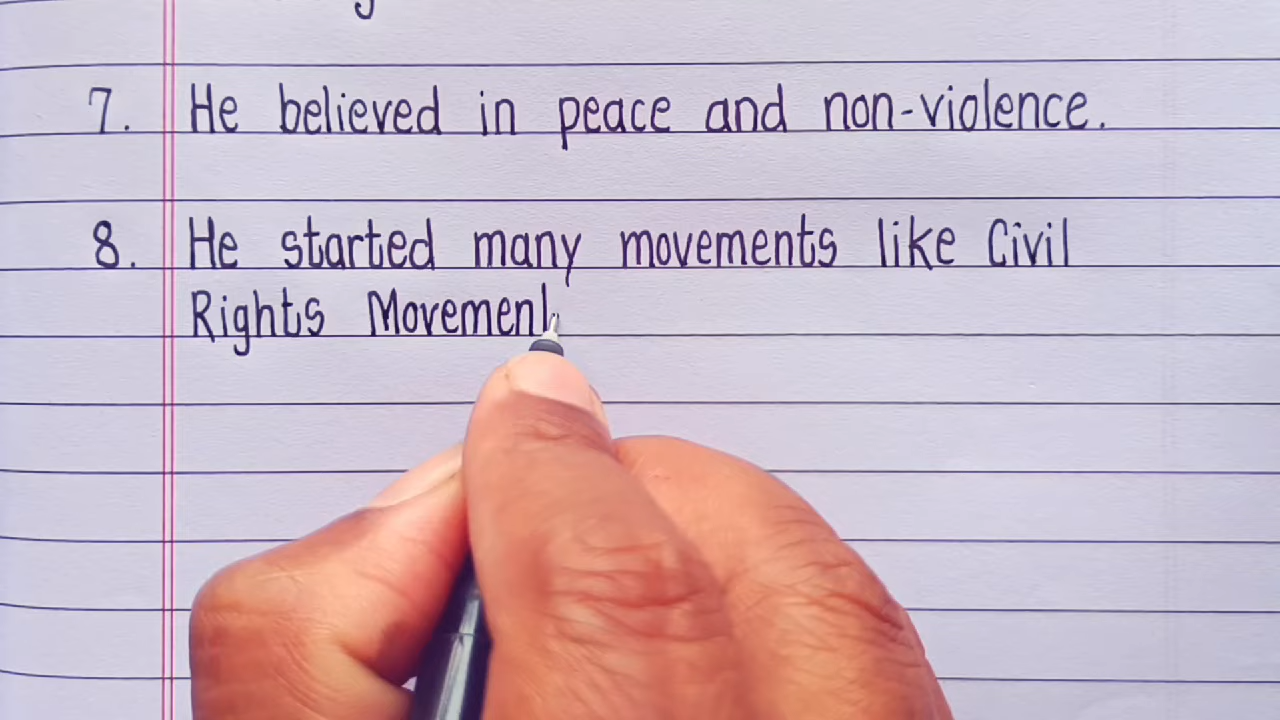 7. He believed in peace and non-violence.
8. He started many movements like Civil
Rights Movement